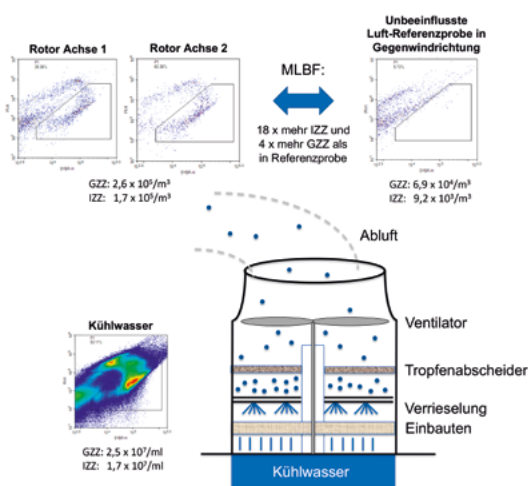 Rotor Achse 1
Rotor Achse 2
Unbeeinflusste
Luft-Referenzprobe in
Gegenwindrichtung
MLBF:
18 x mehr IZZ und
4 x mehr GZZ als
in Referenzprobe
GZZ: 2,6 x 10⁵/m³
IZZ: 1,7 x 10⁵/m³
GZZ: 6,9 x 10⁴/m³
IZZ: 9,2 x 10³/m³
Abluft
Ventilator
Tropfenabscheider
Verrieselung
Einbauten
Kühlwasser
Kühlwasser
GZZ: 2,5 x 10⁷/ml
IZZ: 1,7 x 10⁷/ml